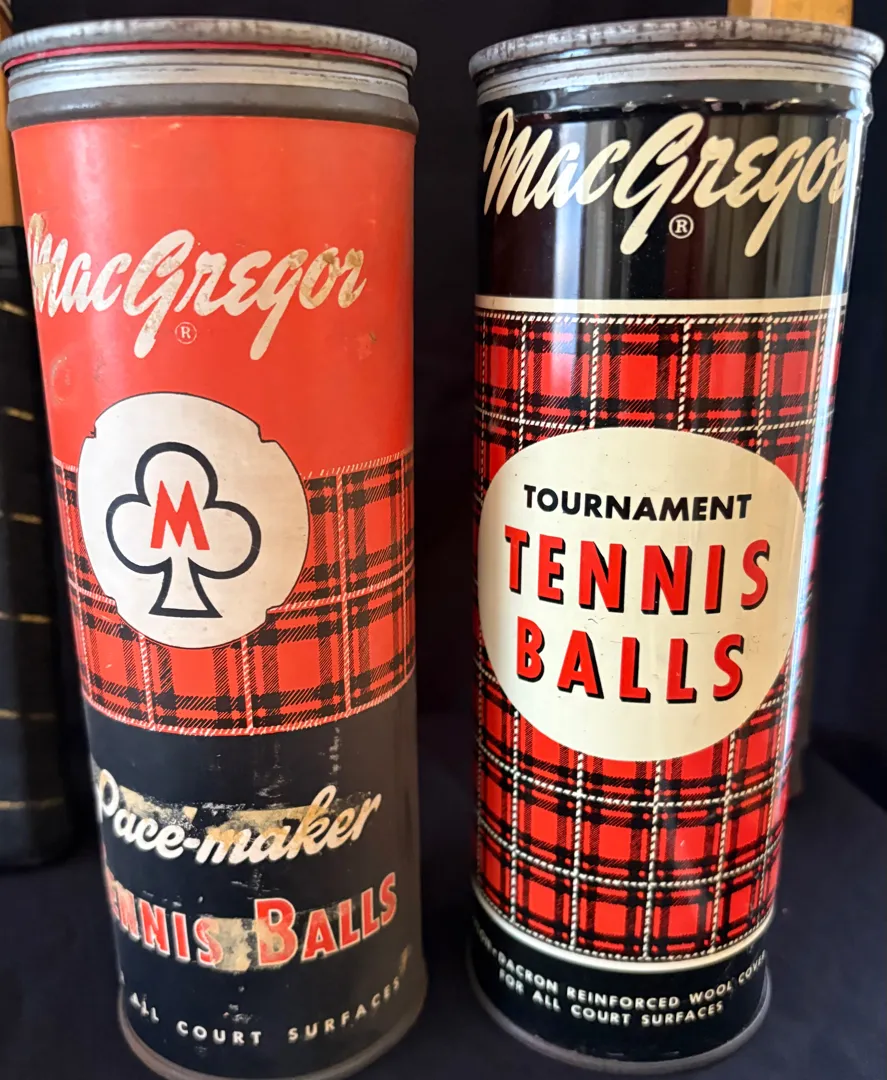 MacGregor
®
M
Pace-maker
TENNIS BALLS
ALL COURT SURFACES
MacGregor
®
TOURNAMENT
TENNIS
BALLS
DACRON REINFORCED WOOL COVER
FOR ALL COURT SURFACES